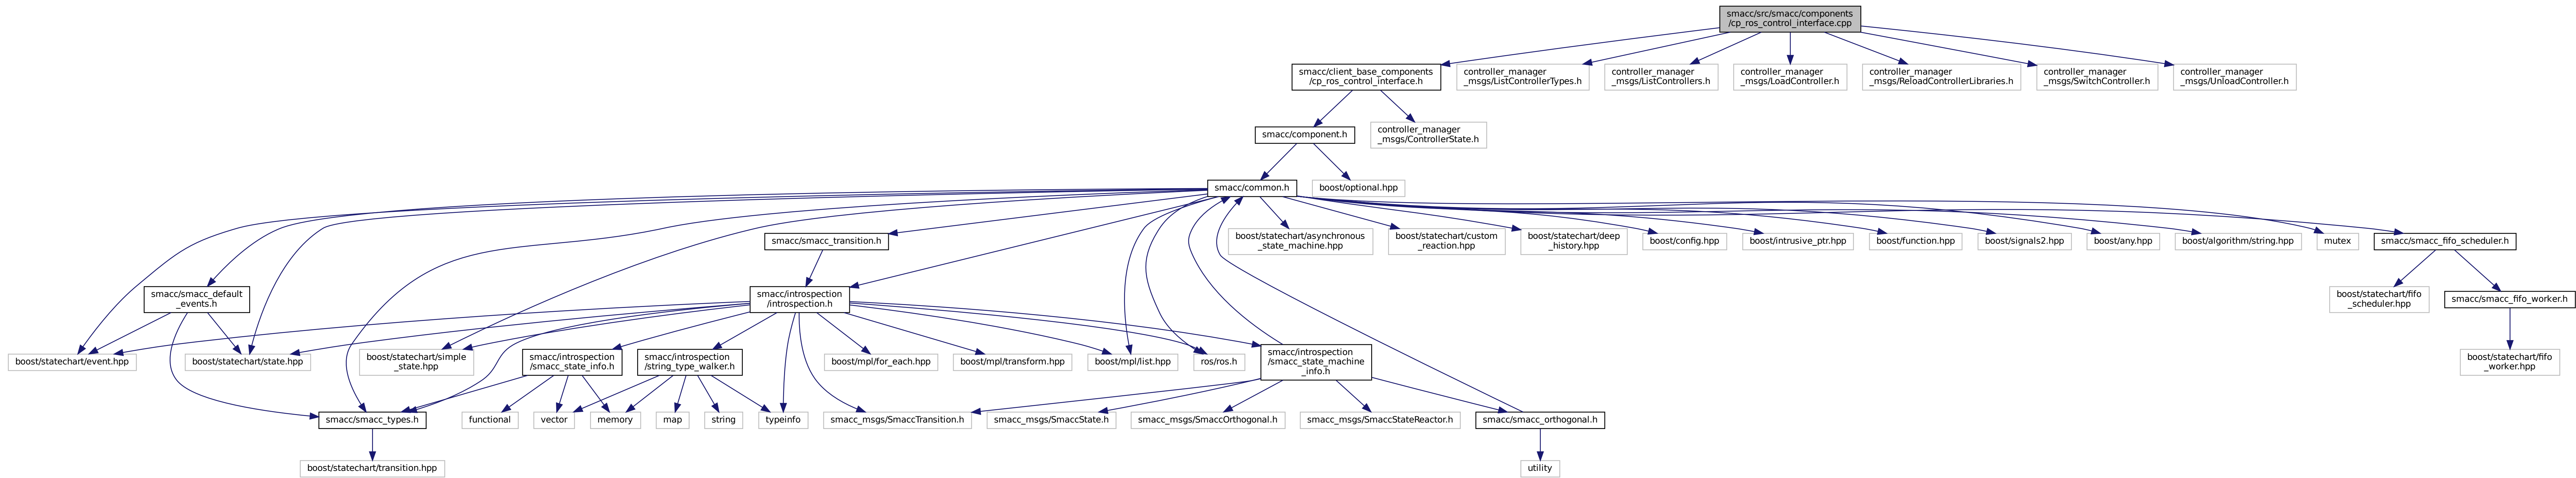 smacc/src/smacc/components
/cp_ros_control_interface.cpp
smacc/client_base_components
/cp_ros_control_interface.h
controller_manager
_msgs/ListControllerTypes.h
controller_manager
_msgs/ListControllers.h
controller_manager
_msgs/LoadController.h
controller_manager
_msgs/ReloadControllerLibraries.h
controller_manager
_msgs/SwitchController.h
controller_manager
_msgs/UnloadController.h
smacc/component.h
controller_manager
_msgs/ControllerState.h
smacc/common.h
boost/optional.hpp
smacc/smacc_transition.h
boost/statechart/asynchronous
_state_machine.hpp
boost/statechart/custom
_reaction.hpp
boost/statechart/deep
_history.hpp
boost/config.hpp
boost/intrusive_ptr.hpp
boost/function.hpp
boost/signals2.hpp
boost/any.hpp
boost/algorithm/string.hpp
mutex
smacc/smacc_fifo_scheduler.h
smacc/smacc_default
_events.h
smacc/introspection
/introspection.h
boost/statechart/fifo
_scheduler.hpp
smacc/smacc_fifo_worker.h
boost/statechart/event.hpp
boost/statechart/state.hpp
boost/statechart/simple
_state.hpp
smacc/introspection
/smacc_state_info.h
smacc/introspection
/string_type_walker.h
boost/mpl/for_each.hpp
boost/mpl/transform.hpp
boost/mpl/list.hpp
ros/ros.h
smacc/introspection
/smacc_state_machine
_info.h
boost/statechart/fifo
_worker.hpp
smacc/smacc_types.h
functional
vector
memory
map
string
typeinfo
smacc_msgs/SmaccTransition.h
smacc_msgs/SmaccState.h
smacc_msgs/SmaccOrthogonal.h
smacc_msgs/SmaccStateReactor.h
smacc/smacc_orthogonal.h
boost/statechart/transition.hpp
utility